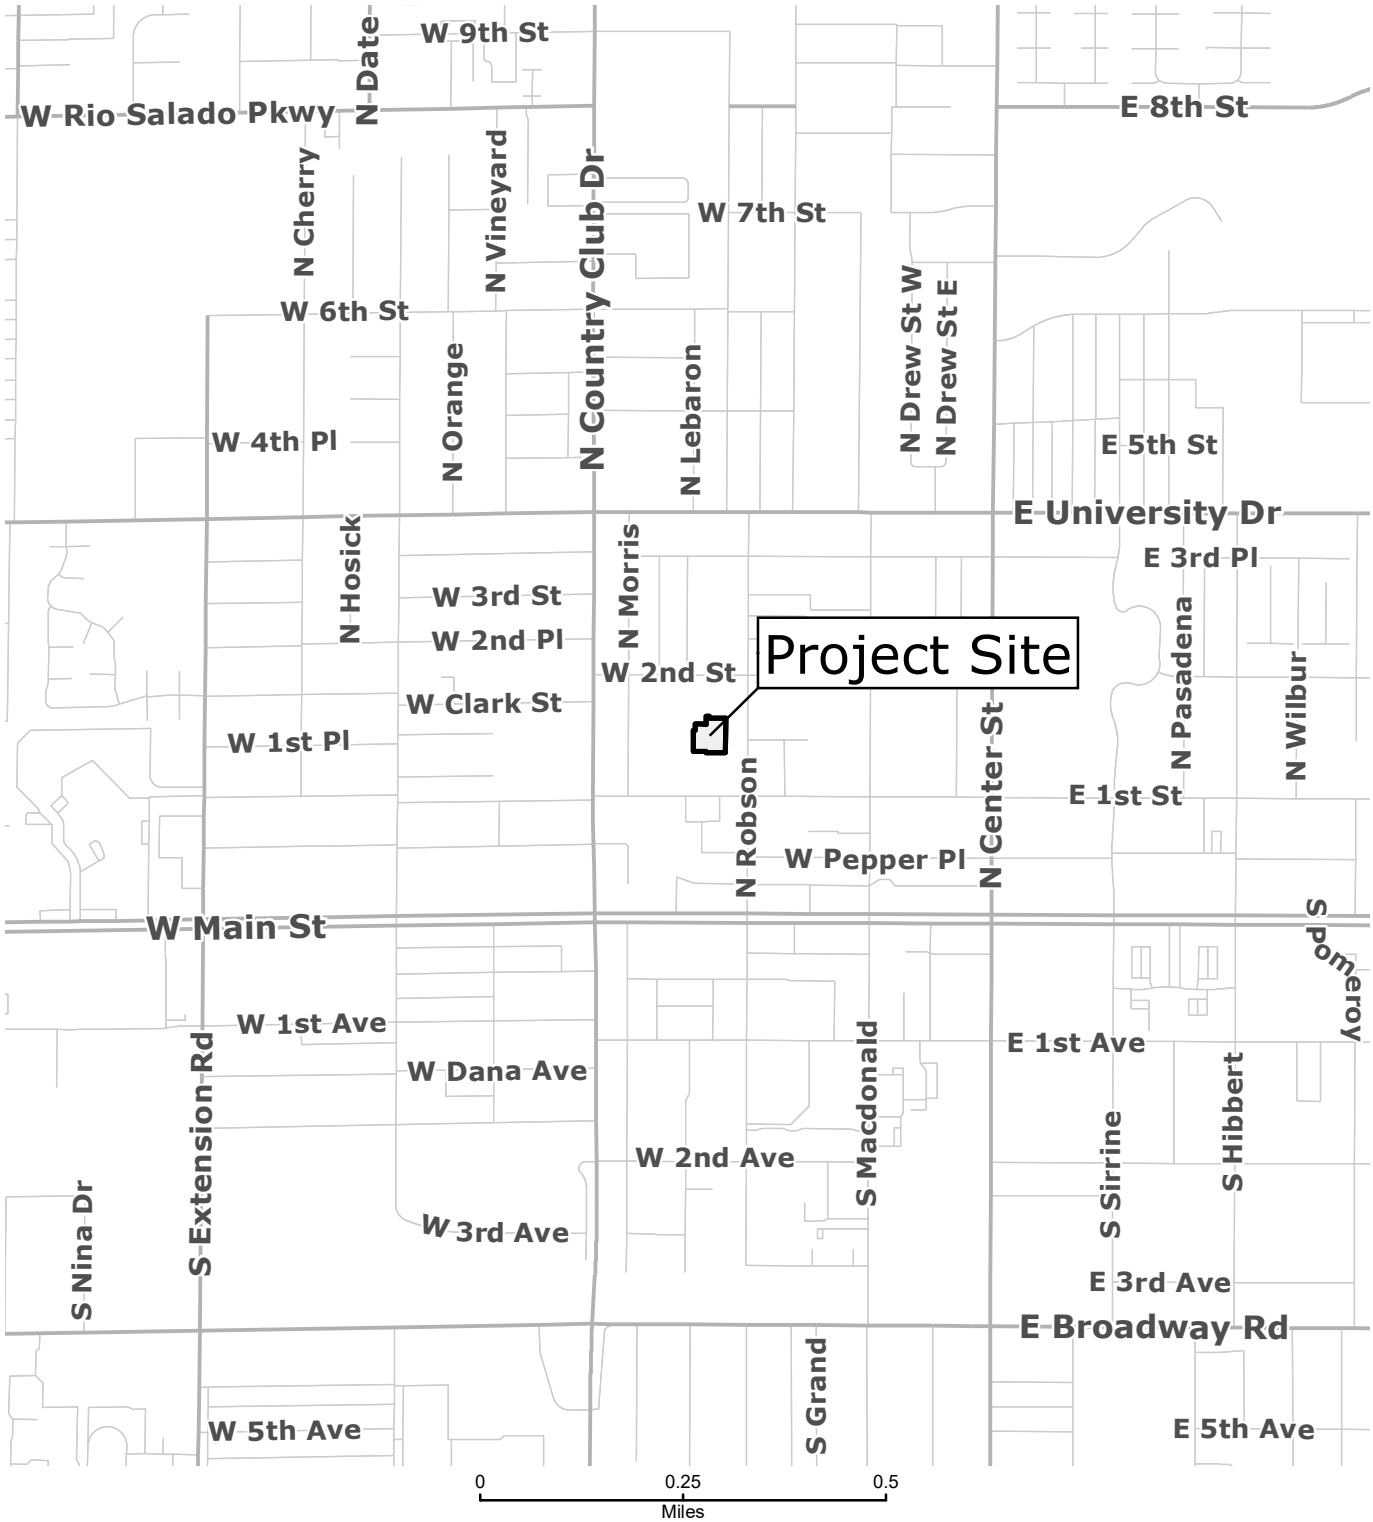 W 9th St
N Date
W Rio Salado Pkwy
E 8th St
N Cherry
N Vineyard
N Country Club Dr
W 7th St
W 6th St
N Drew St W
N Drew St E
N Orange
N Lebaron
W 4th Pl
E 5th St
E University Dr
N Hosick
N Morris
E 3rd Pl
W 3rd St
W 2nd Pl
N Pasadena
Project Site
W 2nd St
N Wilbur
W Clark St
W 1st Pl
N Center St
N Robson
E 1st St
W Pepper Pl
W Main St
S Pomeroy
W 1st Ave
E 1st Ave
S Extension Rd
W Dana Ave
S Macdonald
S Hibbert
S Sirrine
W 2nd Ave
S Nina Dr
W 3rd Ave
E 3rd Ave
E Broadway Rd
S Grand
W 5th Ave
E 5th Ave
0 0.25 0.5
Miles